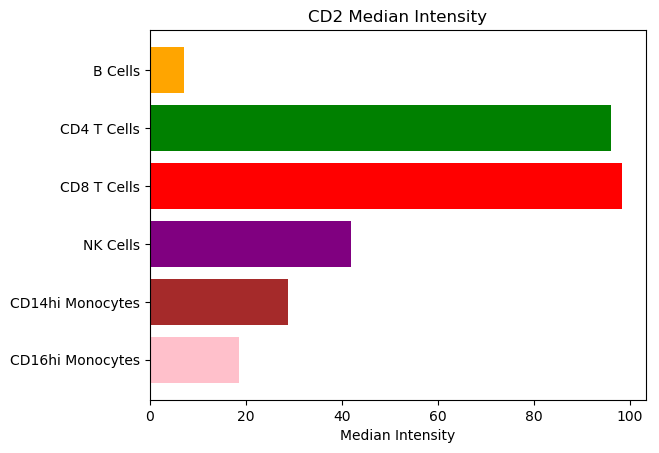 CD2 Median Intensity
B Cells
CD4 T Cells
CD8 T Cells
NK Cells
CD14hi Monocytes
CD16hi Monocytes
0 20 40 60 80 100
Median Intensity